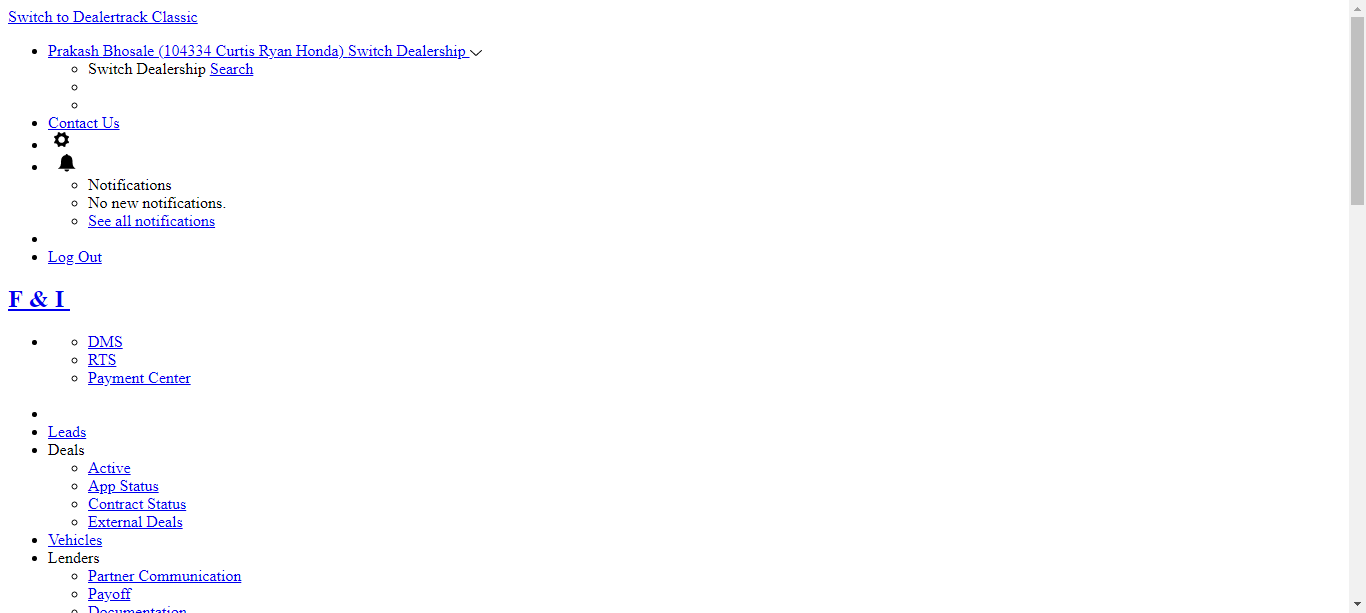 Switch to Dealertrack Classic
Prakash Bhosale (104334 Curtis Ryan Honda) Switch Dealership
Switch Dealership Search
Contact Us
Notifications
No new notifications.
See all notifications
Log Out
F & I
DMS
RTS
Payment Center
Leads
Deals
Active
App Status
Contract Status
External Deals
Vehicles
Lenders
Partner Communication
Payoff
Documentation